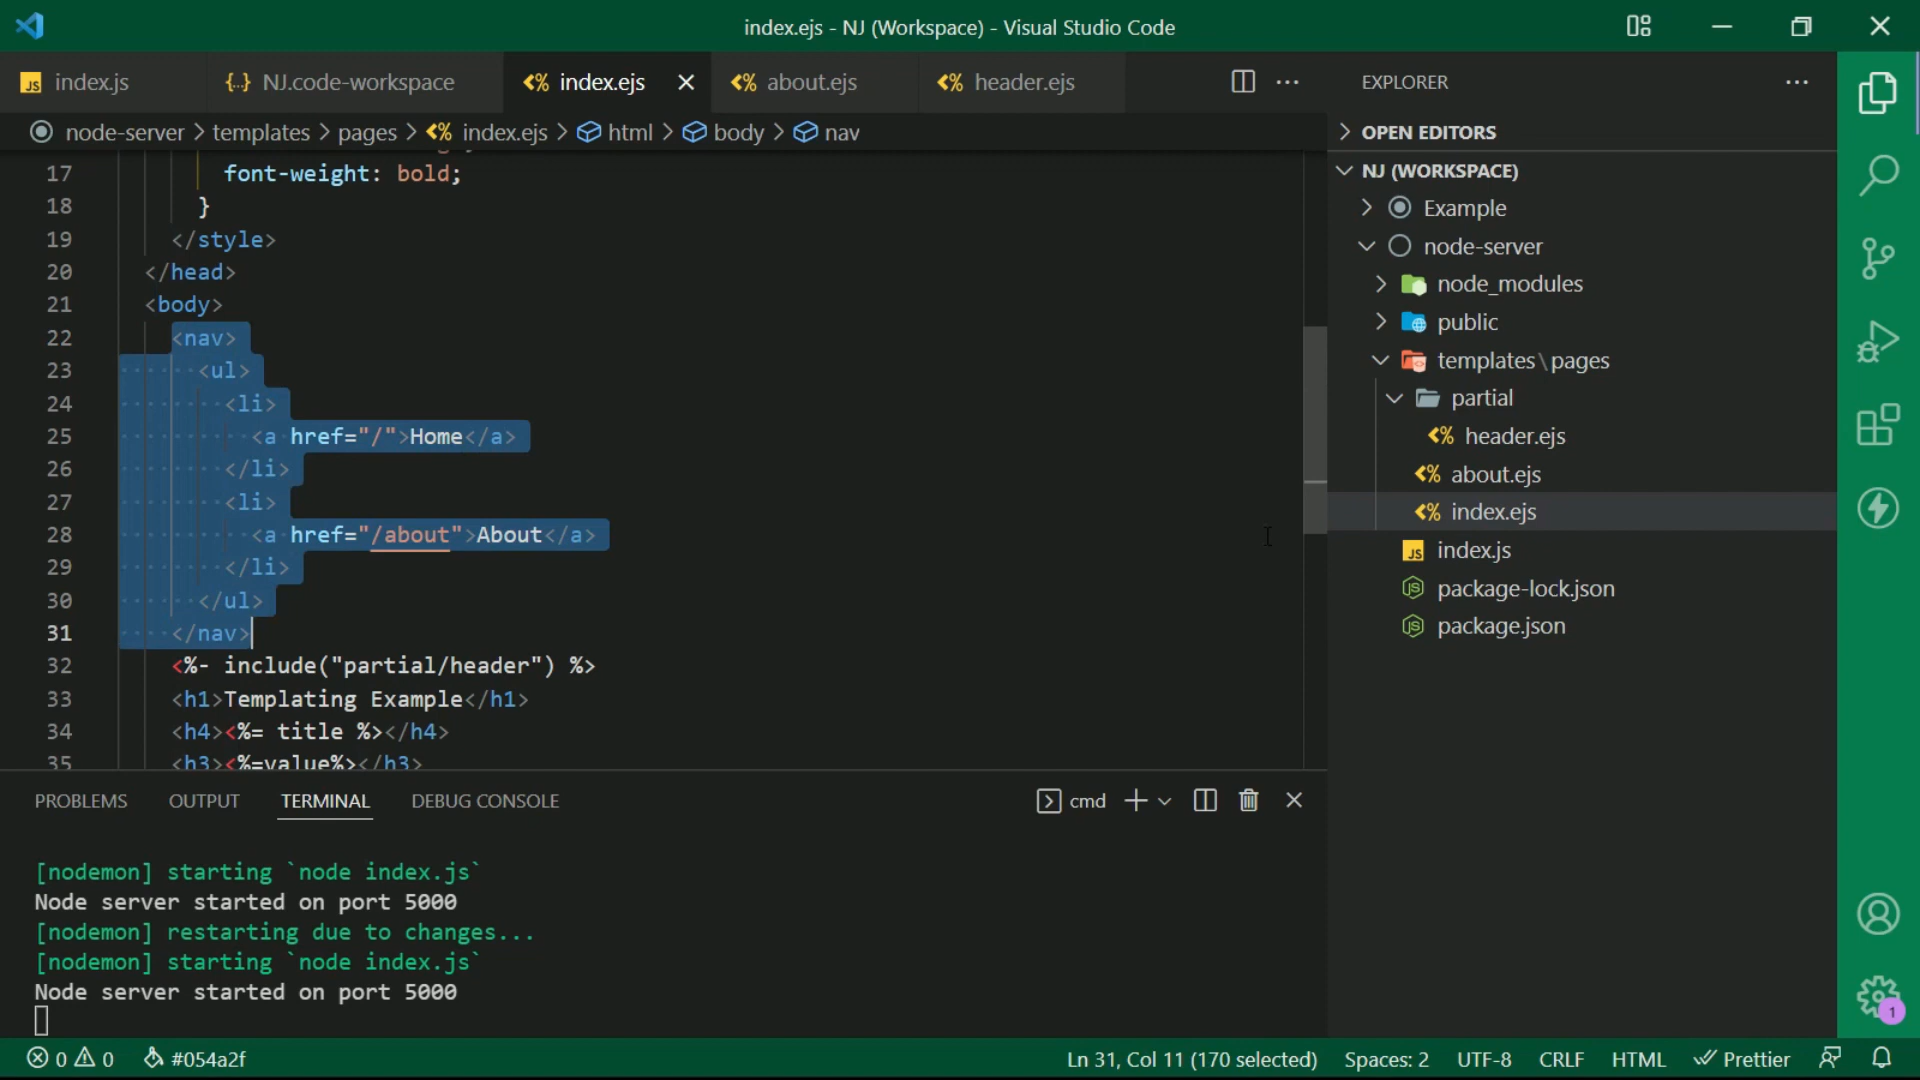 index.ejs - NJ (Workspace) - Visual Studio Code
JS index.js
{..} NJ.code-workspace
<% index.ejs
<% about.ejs
<% header.ejs
node-server > templates > pages > <% index.ejs > html > body > nav
17 font-weight: bold;
18 }
19 </style>
20 </head>
21 <body>
22 <nav>
23 <ul>
24 <li>
25 <a href="/">Home</a>
26 </li>
27 <li>
28 <a href="/about">About</a>
29 </li>
30 </ul>
31 </nav>
32 <%- include("partial/header") %>
33 <h1>Templating Example</h1>
34 <h4><%= title %></h4>
35 <h3><%=value%></h3>
PROBLEMS OUTPUT TERMINAL DEBUG CONSOLE
cmd
[nodemon] starting `node index.js`
Node server started on port 5000
[nodemon] restarting due to changes...
[nodemon] starting `node index.js`
Node server started on port 5000
EXPLORER
OPEN EDITORS
NJ (WORKSPACE)
Example
node-server
node_modules
public
templates\pages
partial
<% header.ejs
<% about.ejs
<% index.ejs
JS index.js
package-lock.json
package.json
1
0 0 #054a2f
Ln 31, Col 11 (170 selected) Spaces: 2 UTF-8 CRLF HTML Prettier